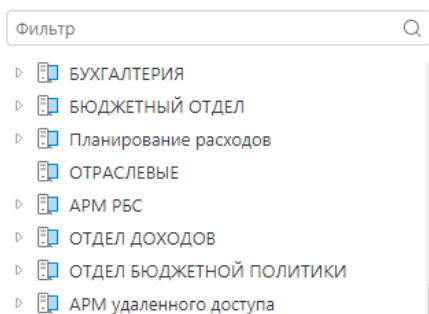 Фильтр
БУХГАЛТЕРИЯ
БЮДЖЕТНЫЙ ОТДЕЛ
Планирование расходов
ОТРАСЛЕВЫЕ
АРМ РБС
ОТДЕЛ ДОХОДОВ
ОТДЕЛ БЮДЖЕТНОЙ ПОЛИТИКИ
АРМ удаленного доступа